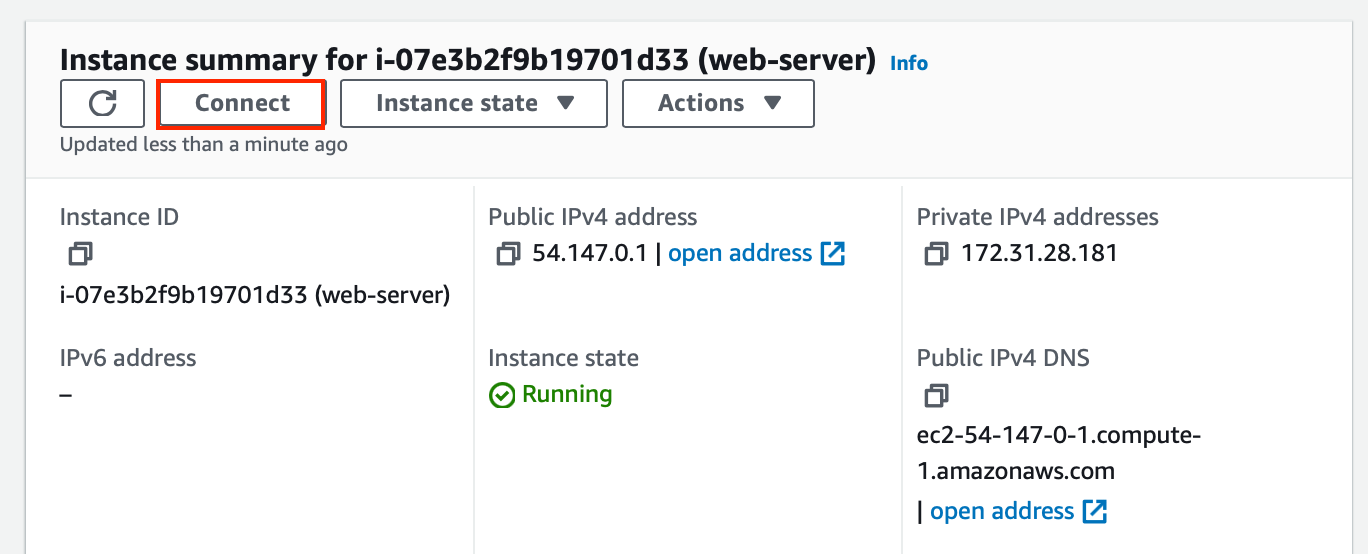 Instance summary for i-07e3b2f9b19701d33 (web-server) Info
Connect
Instance state
Actions
Updated less than a minute ago
Instance ID
i-07e3b2f9b19701d33 (web-server)
Public IPv4 address
54.147.0.1 | open address
Private IPv4 addresses
172.31.28.181
IPv6 address
–
Instance state
Running
Public IPv4 DNS
ec2-54-147-0-1.compute-
1.amazonaws.com
| open address